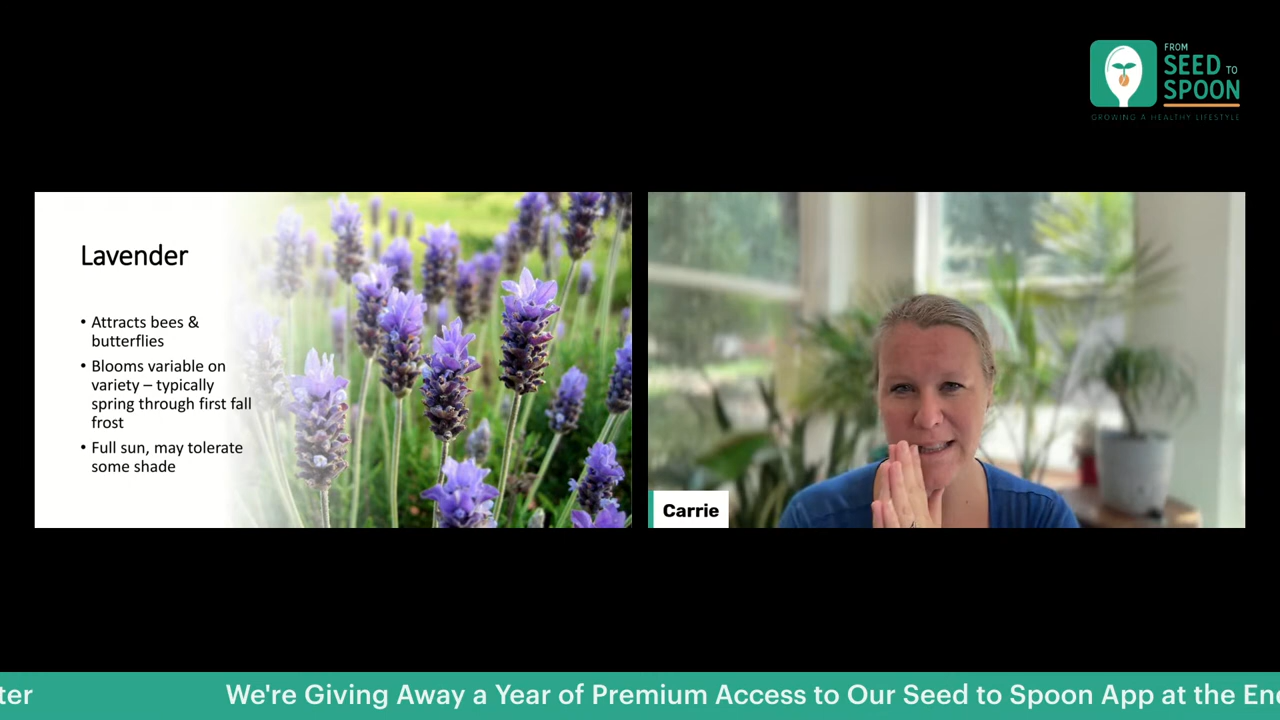 FROM
SEED TO
SPOON
GROWING A HEALTHY LIFESTYLE
Lavender
• Attracts bees &
butterflies
• Blooms variable on
variety – typically
spring through first fall
frost
• Full sun, may tolerate
some shade
Carrie
ter We're Giving Away a Year of Premium Access to Our Seed to Spoon App at the End